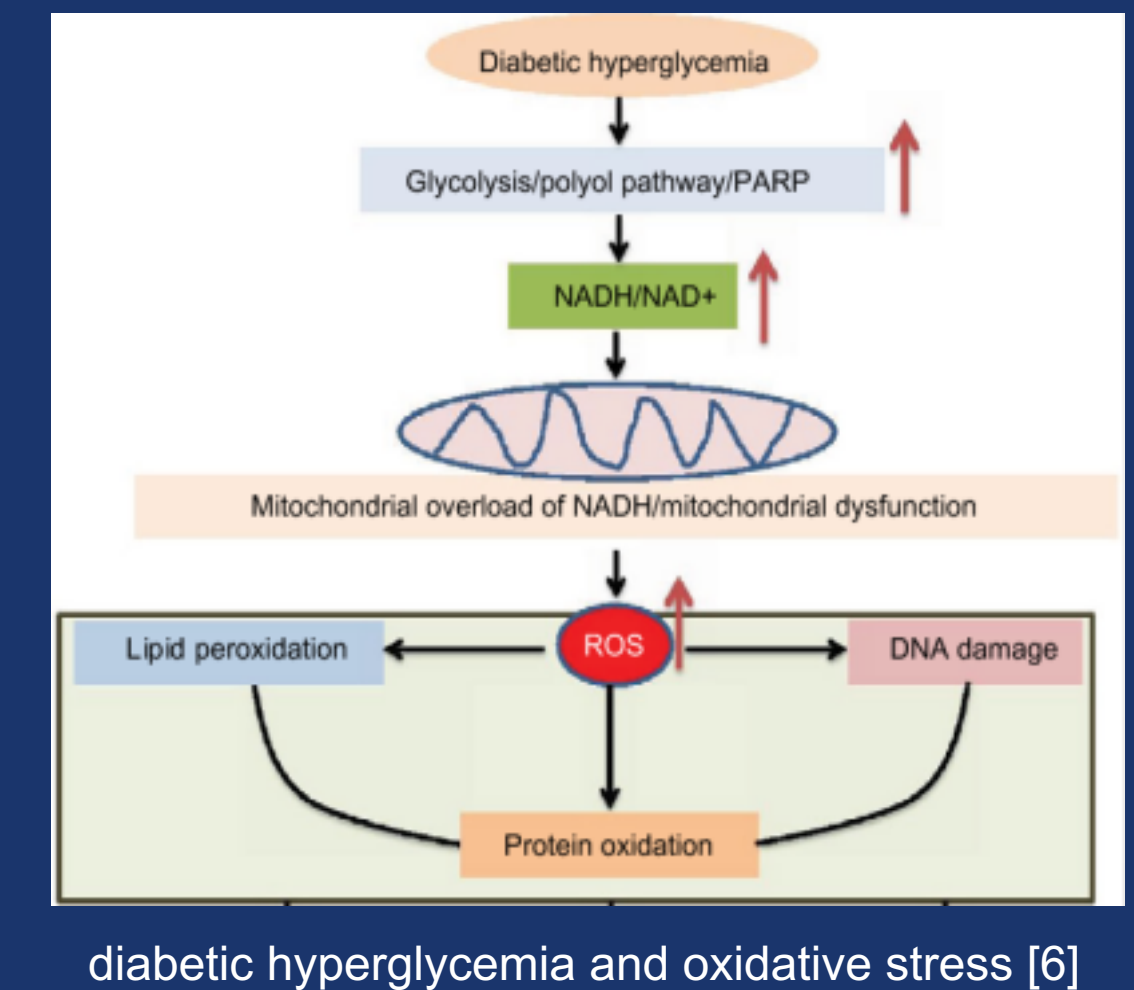 Diabetic hyperglycemia
Glycolysis/polyol pathway/PARP
NADH/NAD+
Mitochondrial overload of NADH/mitochondrial dysfunction
ROS
Lipid peroxidation
DNA damage
Protein oxidation
diabetic hyperglycemia and oxidative stress [6]